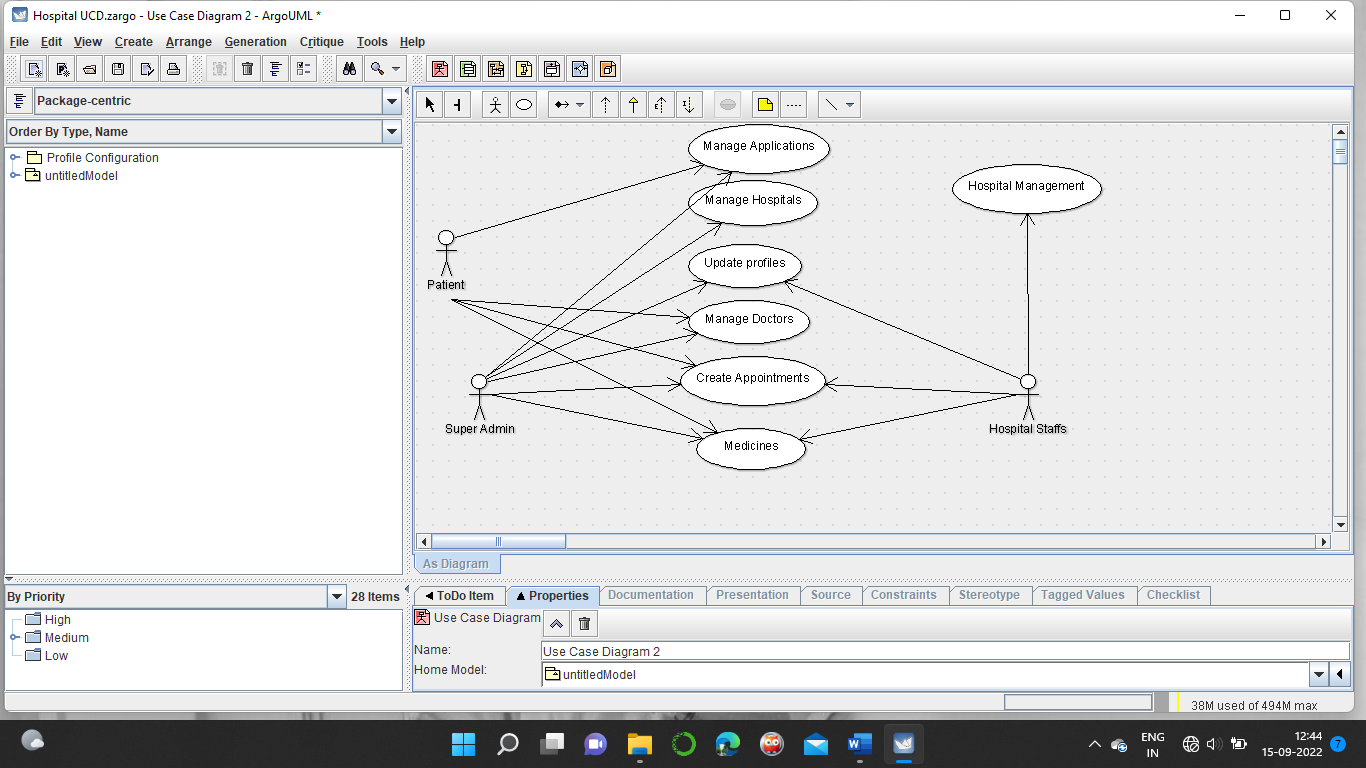 Hospital UCD.zargo - Use Case Diagram 2 - ArgoUML *
File Edit View Create Arrange Generation Critique Tools Help
Package-centric
Order By Type, Name
Profile Configuration
untitledModel
Manage Applications
Manage Hospitals
Hospital Management
Update profiles
Patient
Manage Doctors
Create Appointments
Super Admin
Hospital Staffs
Medicines
As Diagram
By Priority
28 Items
High
Medium
Low
ToDo Item Properties Documentation Presentation Source Constraints Stereotype Tagged Values Checklist
Use Case Diagram
Name:
Use Case Diagram 2
Home Model:
untitledModel
38M used of 494M max
ENG
IN
12:44
15-09-2022
7